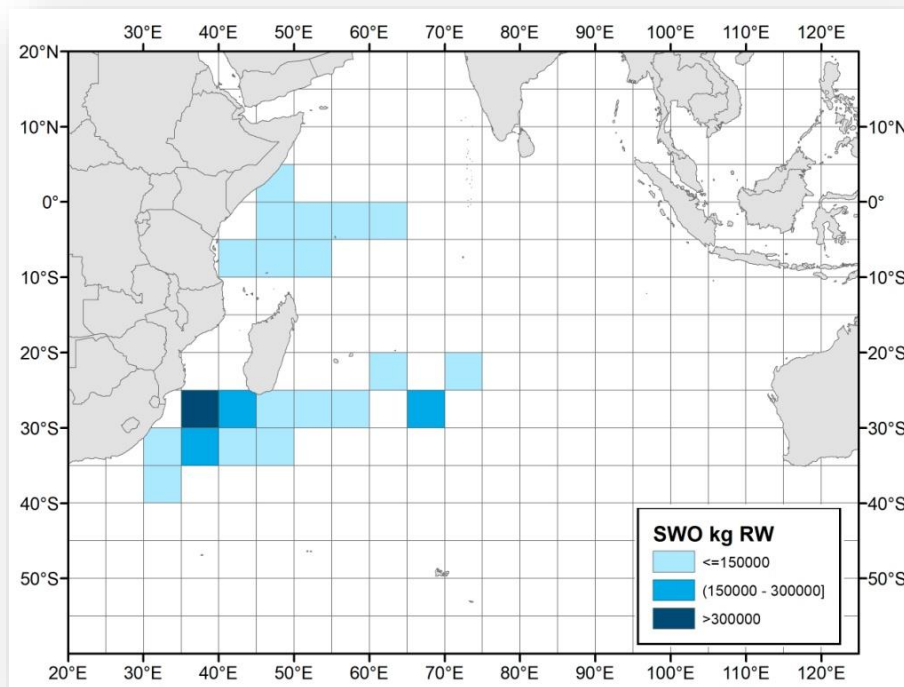 30°E 40°E 50°E 60°E 70°E 80°E 90°E 100°E 110°E 120°E
20°N
10°N 10°N
0° 0°
10°S 10°S
20°S 20°S
30°S 30°S
40°S 40°S
50°S 50°S
SWO kg RW
<=150000
(150000 - 300000]
>300000
20°E 30°E 40°E 50°E 60°E 70°E 80°E 90°E 100°E 110°E 120°E